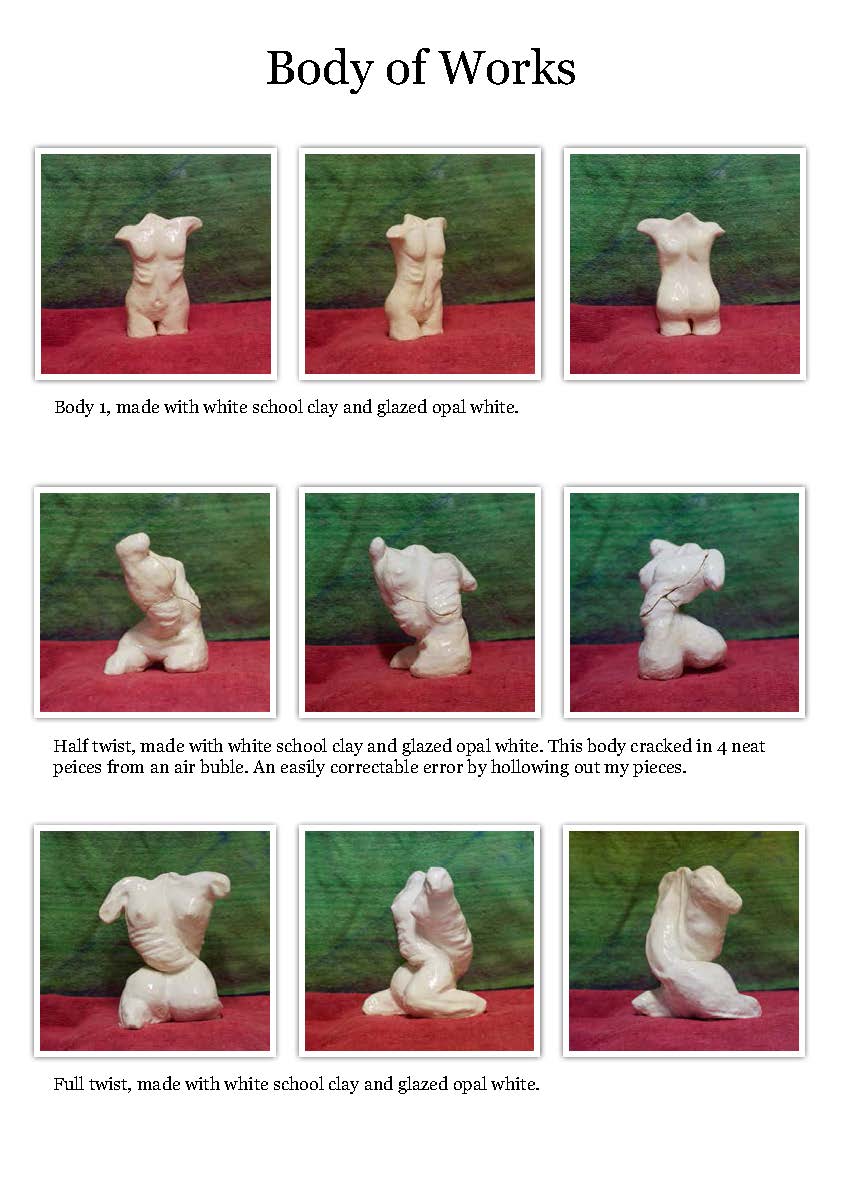 Body of Works
Body 1, made with white school clay and glazed opal white.
Half twist, made with white school clay and glazed opal white. This body cracked in 4 neat
peices from an air buble. An easily correctable error by hollowing out my pieces.
Full twist, made with white school clay and glazed opal white.